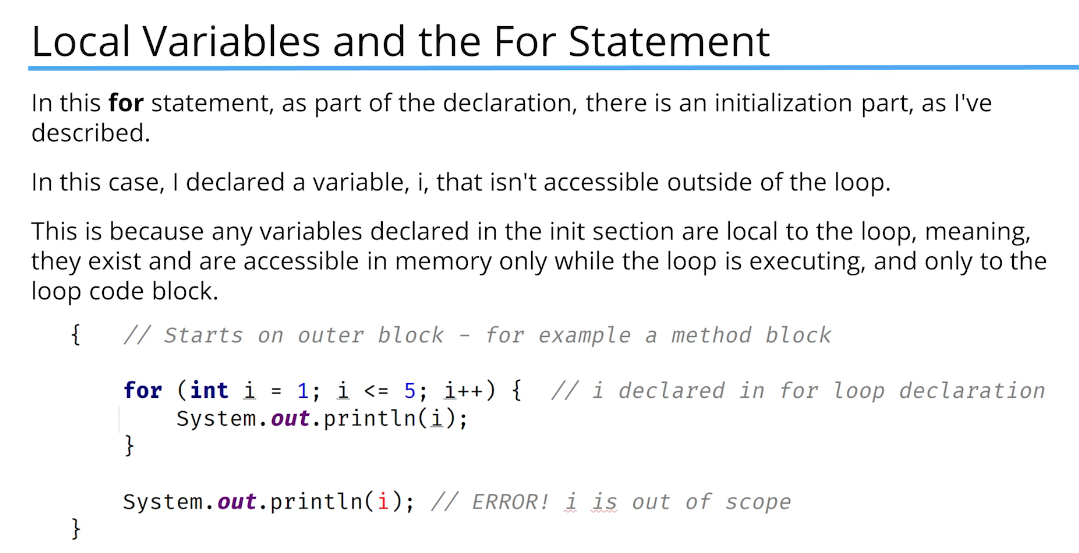 Local Variables and the For Statement
In this for statement, as part of the declaration, there is an initialization part, as I've
described.
In this case, I declared a variable, i, that isn't accessible outside of the loop.
This is because any variables declared in the init section are local to the loop, meaning,
they exist and are accessible in memory only while the loop is executing, and only to the
loop code block.
{ // Starts on outer block – for example a method block
for (int i = 1; i <= 5; i++) { // i declared in for loop declaration
System.out.println(i);
}
System.out.println(i); // ERROR! i is out of scope
}